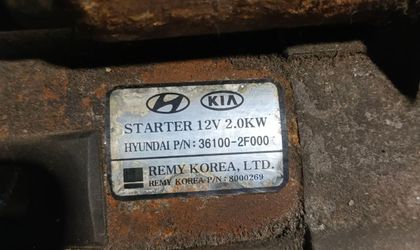 KIA
STARTER 12V 2.0KW
HYUNDAI P/N: 36100-2F000
REMY KOREA, LTD.
REMY KOREA P/N : 8000269